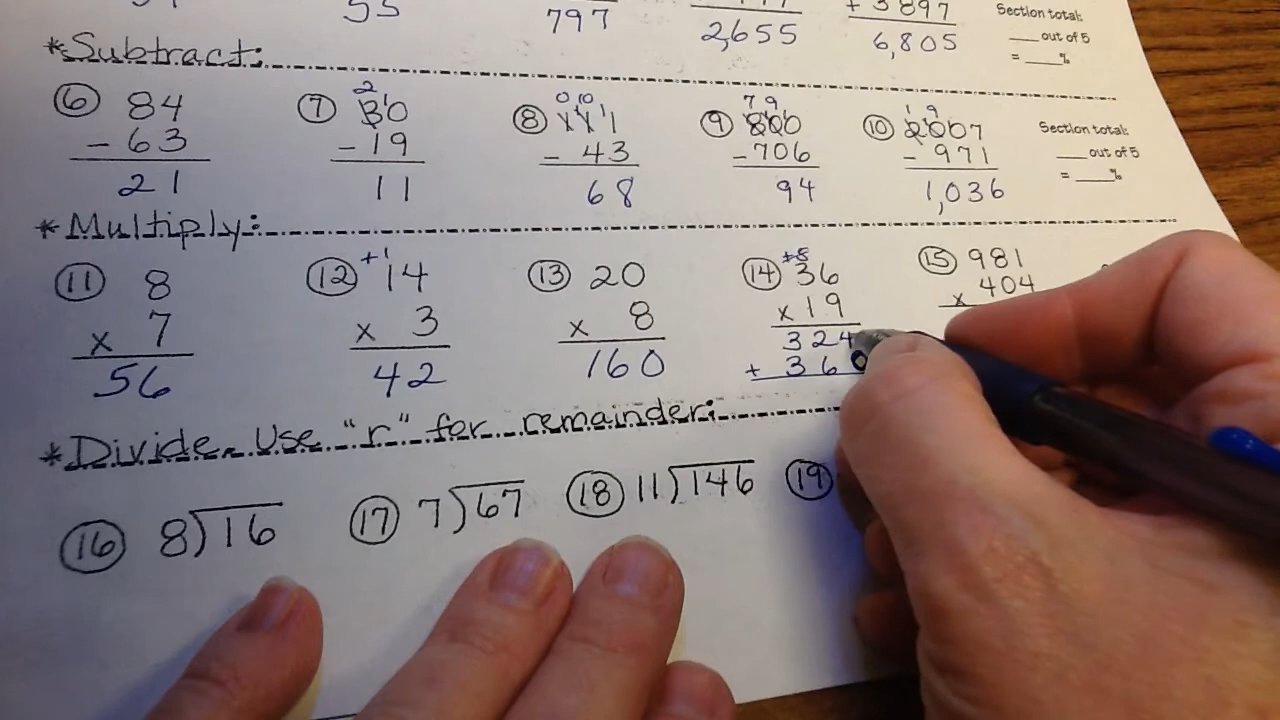 797 2,655 + 3897 Section total:
6,805 ___ out of 5
= ___%
*Subtract:
⑥ 84 ⑦ 30 ⑧ 111 ⑨ 800 ⑩ 2007 Section total:
- 63 - 19 - 43 - 706 - 971 ___ out of 5
21 11 68 94 1,036 = ___%
*Multiply:
⑪ 8 ⑫ +1 14 ⑬ 20 ⑭ +5 36 ⑮ 981
x 7 x 3 x 8 x 19 x 404
56 42 160 324
+ 360
*Divide. Use "r" for remainder:
⑯ 8)16 ⑰ 7)67 ⑱ 11)146 ⑲